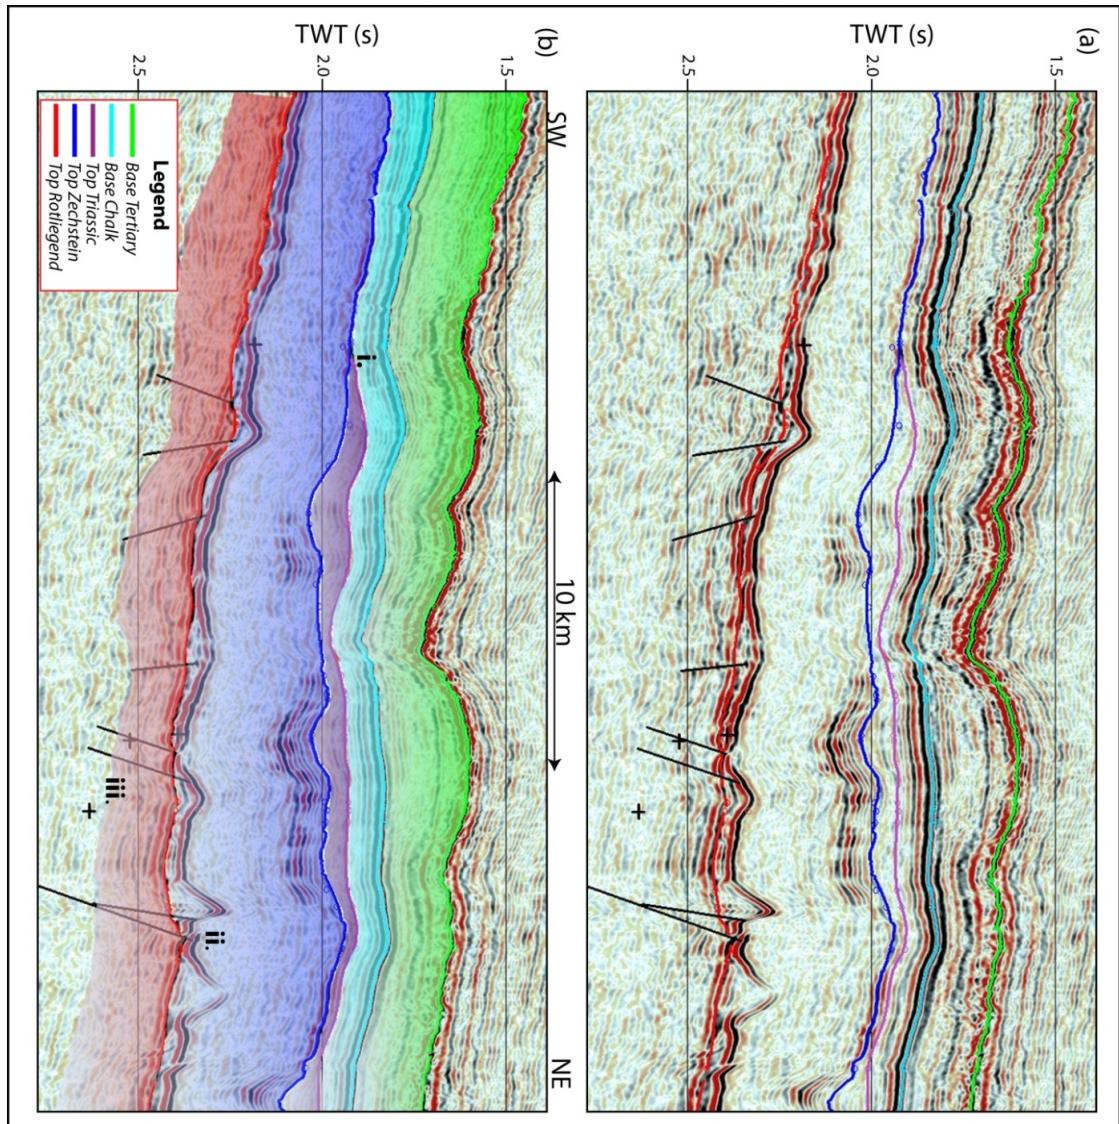 (a)
TWT (s)
1.5
2.0
2.5
SW
10 km
NE
(b)
TWT (s)
1.5
2.0
2.5
i.
ii.
iii.
Legend
Base Tertiary
Base Chalk
Top Triassic
Top Zechstein
Top Rotliegend